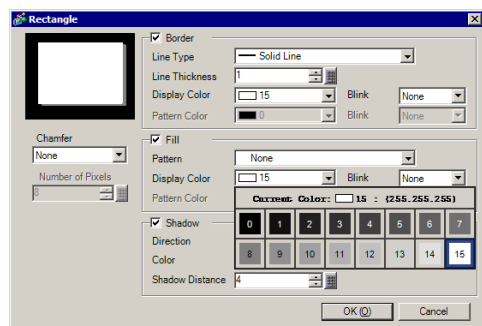 Rectangle
Border
Line Type Solid Line
Line Thickness 1
Display Color 15 Blink None
Pattern Color 0 Blink None
Chamfer
None
Number of Pixels
8
Fill
Pattern None
Display Color 15 Blink None
Pattern Color
Current Color: 15 : (255.255.255)
Shadow
0 1 2 3 4 5 6 7
Direction
8 9 10 11 12 13 14 15
Color
Shadow Distance 4
OK (O) Cancel